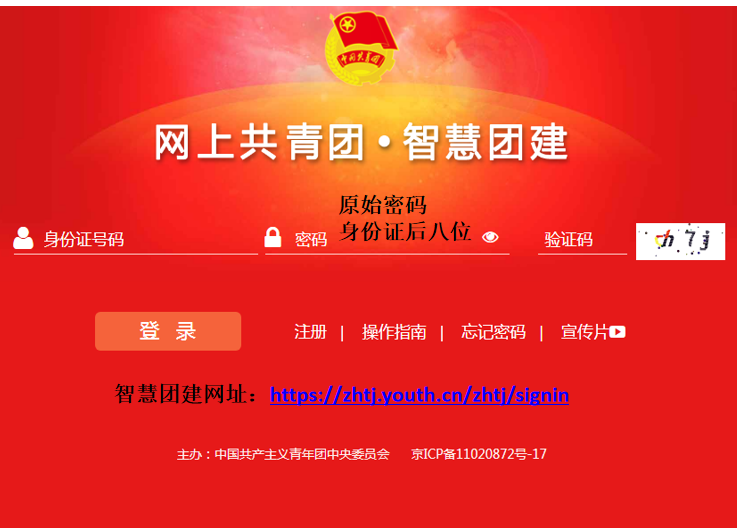 中国共青团
网上共青团·智慧团建
原始密码
身份证号码
密码
身份证后八位
验证码
h7j
登 录
注册 | 操作指南 | 忘记密码 | 宣传片
智慧团建网址：https://zhtj.youth.cn/zhtj/signin
主办：中国共产主义青年团中央委员会 京ICP备11020872号-17